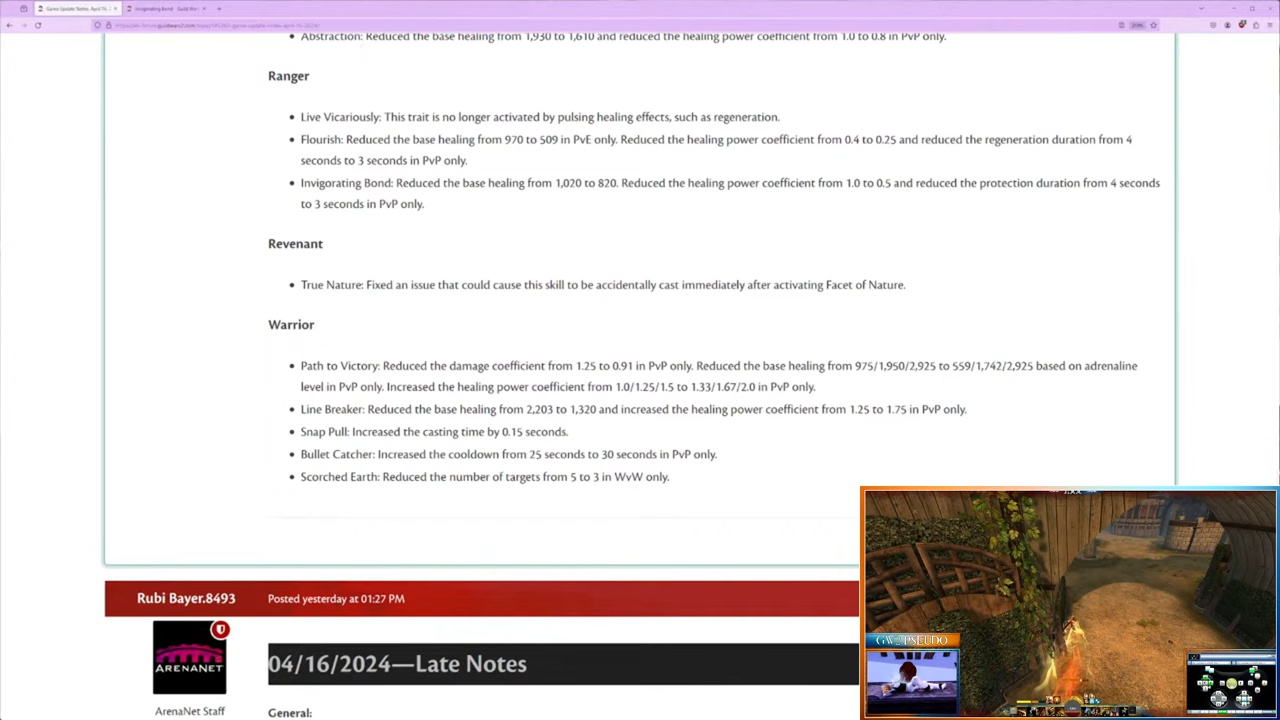 Game Update Notes: April 16, 2
Invigorating Bond - Guild War
Abstraction: Reduced the base healing from 1,930 to 1,610 and reduced the healing power coefficient from 1.0 to 0.8 in PvP only.
Ranger
Live Vicariously: This trait is no longer activated by pulsing healing effects, such as regeneration.
Flourish: Reduced the base healing from 970 to 509 in PvE only. Reduced the healing power coefficient from 0.4 to 0.25 and reduced the regeneration duration from 4
seconds to 3 seconds in PvP only.
Invigorating Bond: Reduced the base healing from 1,020 to 820. Reduced the healing power coefficient from 1.0 to 0.5 and reduced the protection duration from 4 seconds
to 3 seconds in PvP only.
Revenant
True Nature: Fixed an issue that could cause this skill to be accidentally cast immediately after activating Facet of Nature.
Warrior
Path to Victory: Reduced the damage coefficient from 1.25 to 0.91 in PvP only. Reduced the base healing from 975/1,950/2,925 to 559/1,742/2,925 based on adrenaline
level in PvP only. Increased the healing power coefficient from 1.0/1.25/1.5 to 1.33/1.67/2.0 in PvP only.
Line Breaker: Reduced the base healing from 2,203 to 1,320 and increased the healing power coefficient from 1.25 to 1.75 in PvP only.
Snap Pull: Increased the casting time by 0.15 seconds.
Bullet Catcher: Increased the cooldown from 25 seconds to 30 seconds in PvP only.
Scorched Earth: Reduced the number of targets from 5 to 3 in WvW only.
Rubi Bayer.8493
Posted yesterday at 01:27 PM
ARENANET
ArenaNet Staff
04/16/2024—Late Notes
General:
GW2PSEUDO